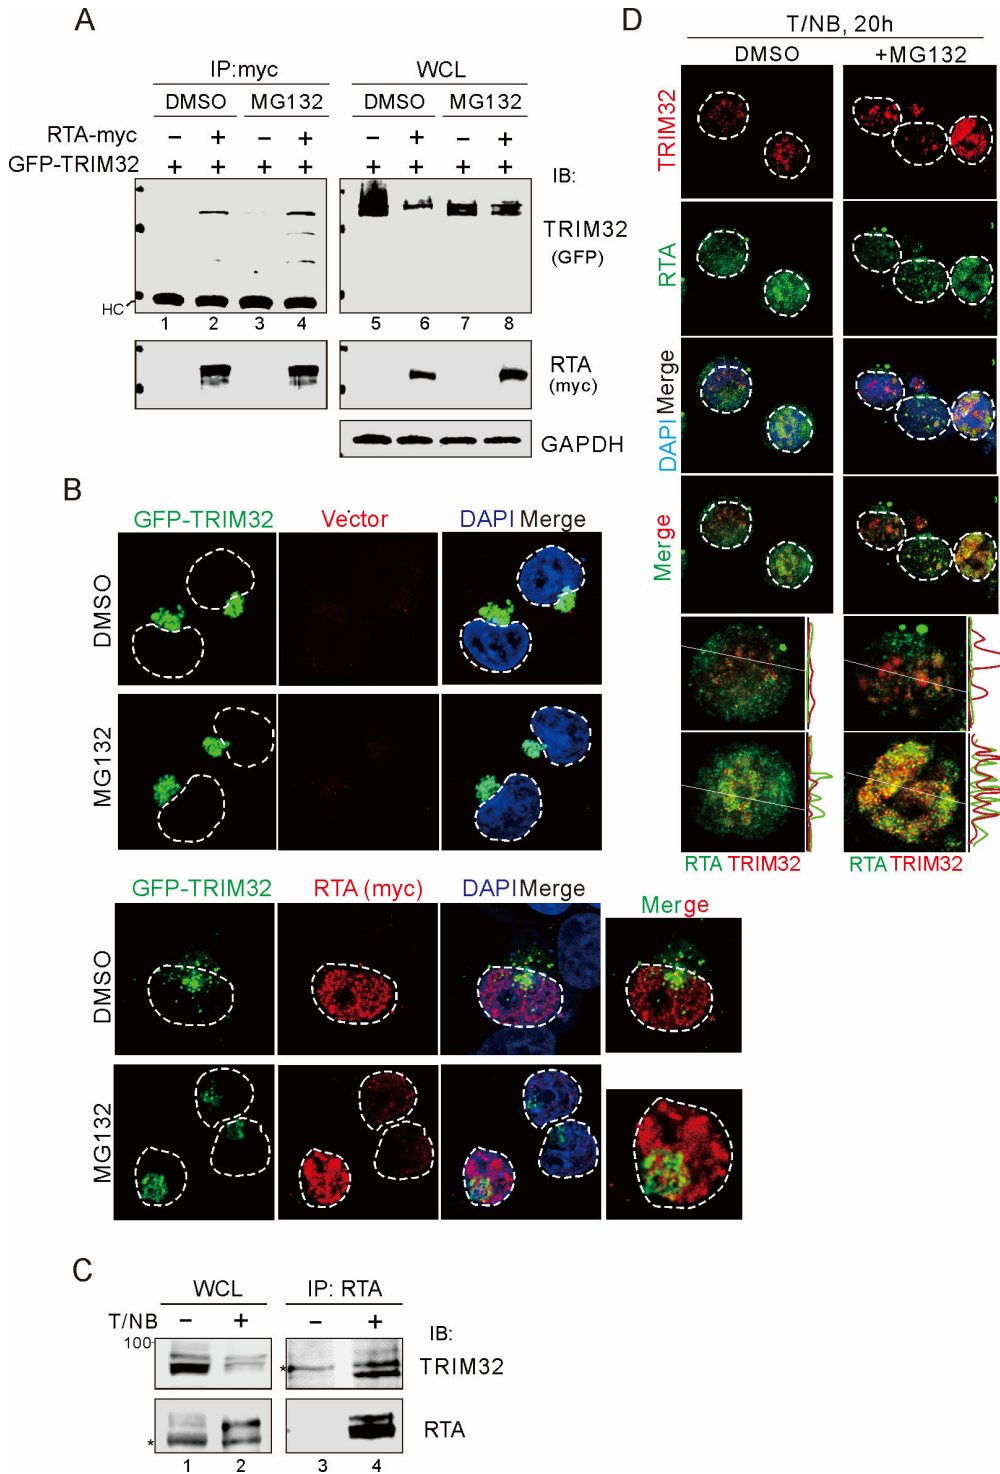 A
IP:myc
WCL
DMSO MG132
DMSO MG132
RTA-myc − + − + − + − +
GFP-TRIM32 + + + + + + + +
IB:
TRIM32
(GFP)
HC
1 2 3 4
5 6 7 8
RTA
(myc)
GAPDH
B
GFP-TRIM32 Vector DAPI Merge
DMSO
MG132
GFP-TRIM32 RTA (myc) DAPI Merge
Merge
DMSO
MG132
C
WCL
IP: RTA
T/NB − + − +
IB:
100
*
TRIM32
*
RTA
1 2 3 4
D
T/NB, 20h
DMSO +MG132
TRIM32
RTA
DAPI Merge
Merge
RTA TRIM32 RTA TRIM32